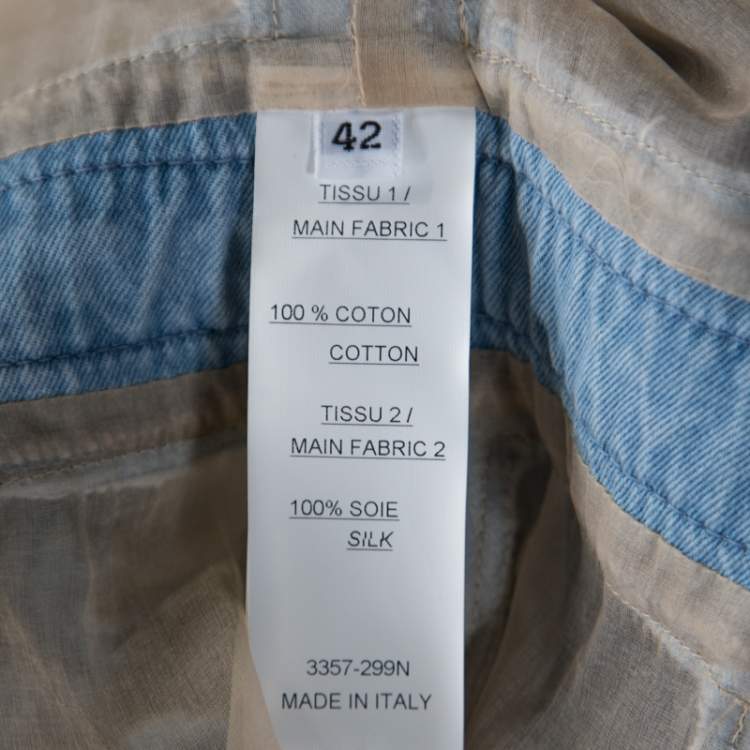 42
TISSU 1 /
MAIN FABRIC 1
100 % COTON
COTTON
TISSU 2 /
MAIN FABRIC 2
100% SOIE
SILK
3357-299N
MADE IN ITALY